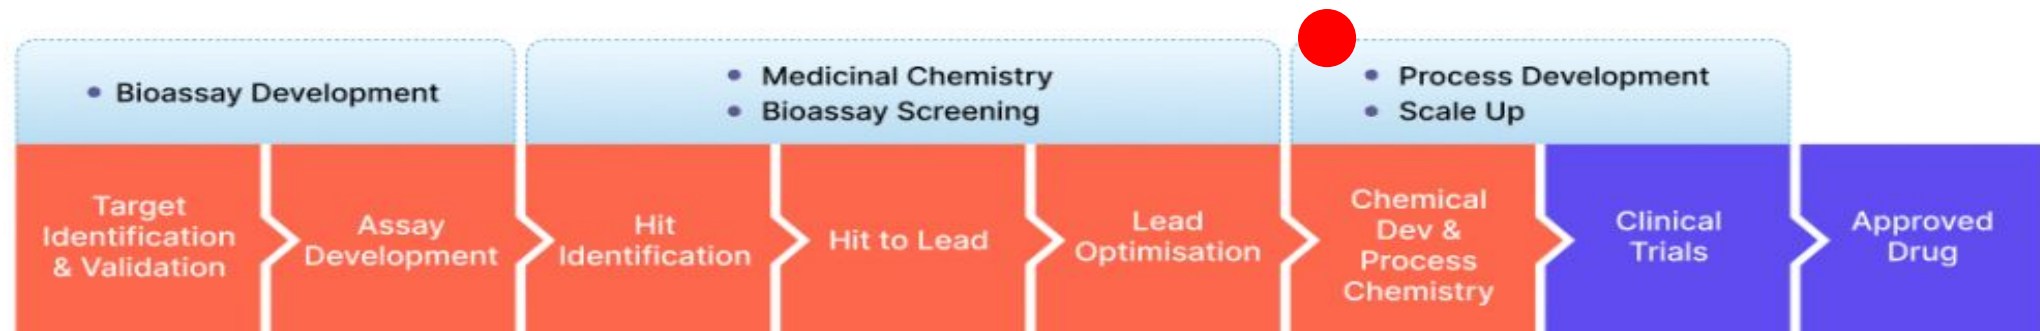 • Bioassay Development
• Medicinal Chemistry
• Bioassay Screening
• Process Development
• Scale Up
Target
Identification
& Validation
Assay
Development
Hit
Identification
Hit to Lead
Lead
Optimisation
Chemical
Dev &
Process
Chemistry
Clinical
Trials
Approved
Drug